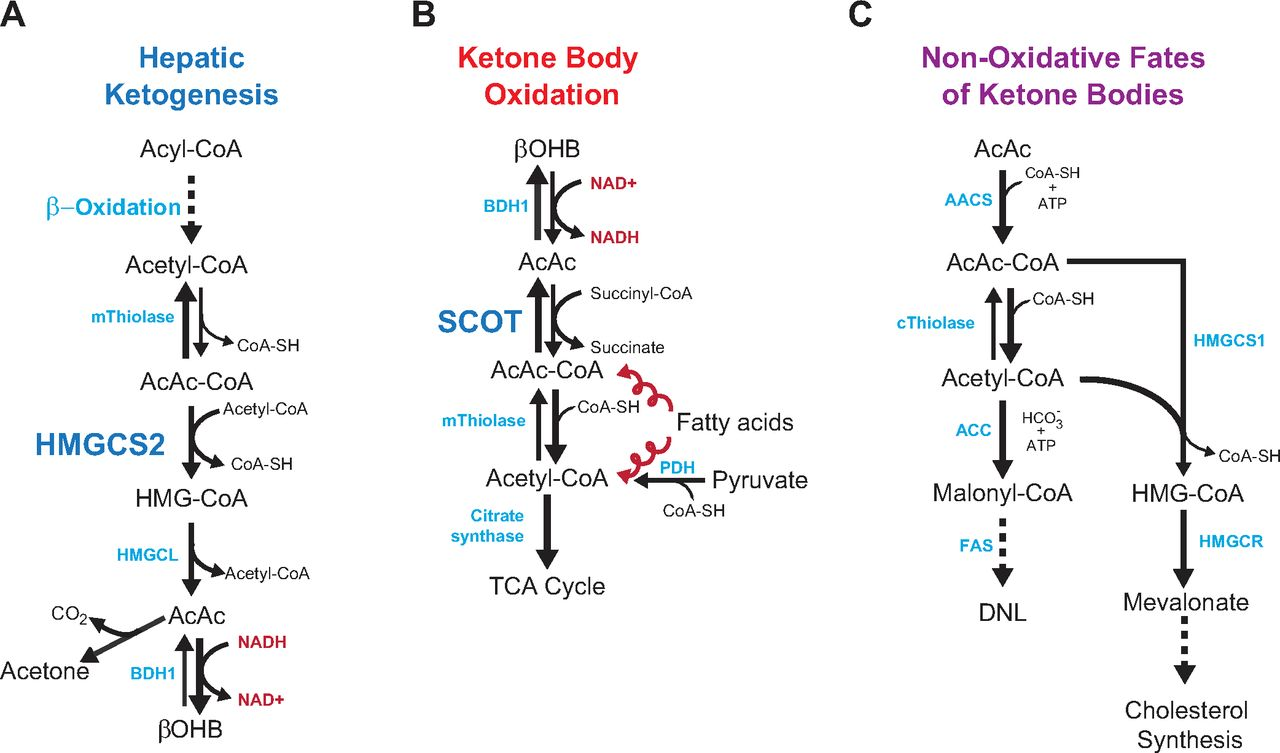 A
Hepatic
Ketogenesis
Acyl-CoA
β–Oxidation
Acetyl-CoA
mThiolase
CoA-SH
AcAc-CoA
Acetyl-CoA
HMGCS2
CoA-SH
HMG-CoA
HMGCL
Acetyl-CoA
CO2
AcAc
Acetone
NADH
BDH1
NAD+
βOHB
B
Ketone Body
Oxidation
βOHB
NAD+
BDH1
NADH
AcAc
Succinyl-CoA
SCOT
Succinate
AcAc-CoA
CoA-SH
mThiolase
Fatty acids
Acetyl-CoA
PDH
Pyruvate
CoA-SH
Citrate
synthase
TCA Cycle
C
Non-Oxidative Fates
of Ketone Bodies
AcAc
CoA-SH
+
ATP
AACS
AcAc-CoA
CoA-SH
cThiolase
HMGCS1
Acetyl-CoA
HCO3-
+
ATP
ACC
CoA-SH
Malonyl-CoA
HMG-CoA
FAS
HMGCR
DNL
Mevalonate
Cholesterol
Synthesis